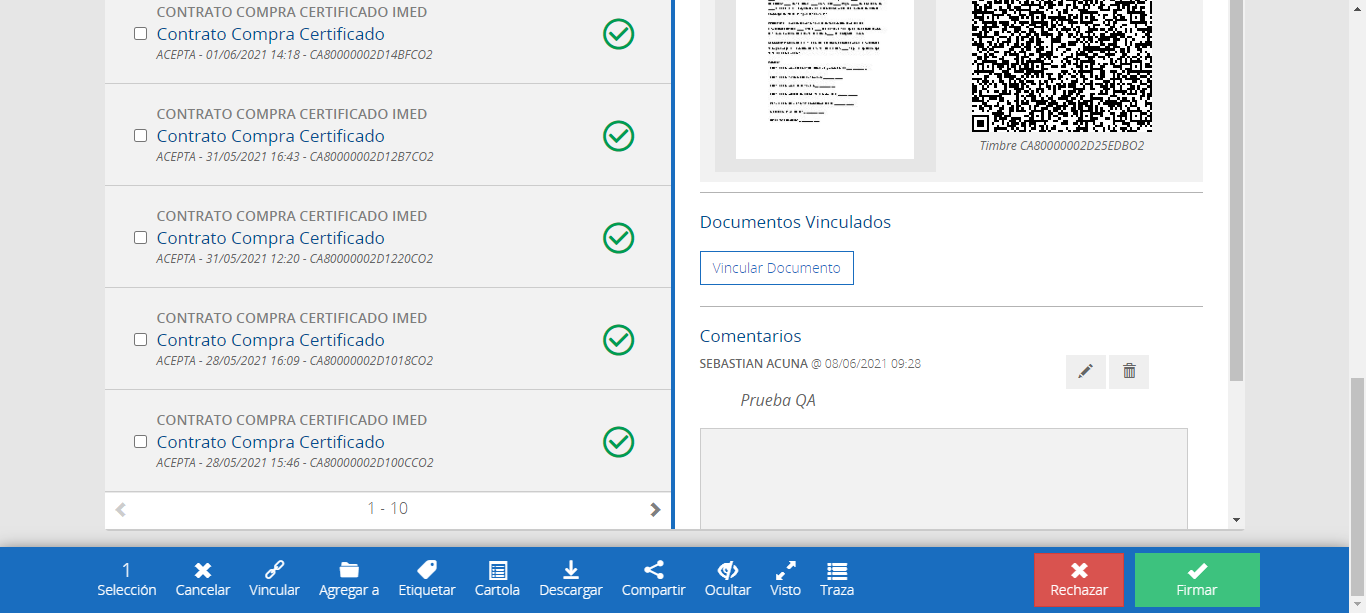 CONTRATO COMPRA CERTIFICADO IMED
Contrato Compra Certificado
ACEPTA - 01/06/2021 14:18 - CA80000002D14BFCO2
CONTRATO COMPRA CERTIFICADO IMED
Contrato Compra Certificado
ACEPTA - 31/05/2021 16:43 - CA80000002D12B7CO2
CONTRATO COMPRA CERTIFICADO IMED
Contrato Compra Certificado
ACEPTA - 31/05/2021 12:20 - CA80000002D1220CO2
CONTRATO COMPRA CERTIFICADO IMED
Contrato Compra Certificado
ACEPTA - 28/05/2021 16:09 - CA80000002D1018CO2
CONTRATO COMPRA CERTIFICADO IMED
Contrato Compra Certificado
ACEPTA - 28/05/2021 15:46 - CA80000002D100CCO2
1 - 10
Timbre CA80000002D25EDBO2
Documentos Vinculados
Vincular Documento
Comentarios
SEBASTIAN ACUNA @ 08/06/2021 09:28
Prueba QA
1
Selección
Cancelar
Vincular
Agregar a
Etiquetar
Cartola
Descargar
Compartir
Ocultar
Visto
Traza
Rechazar
Firmar